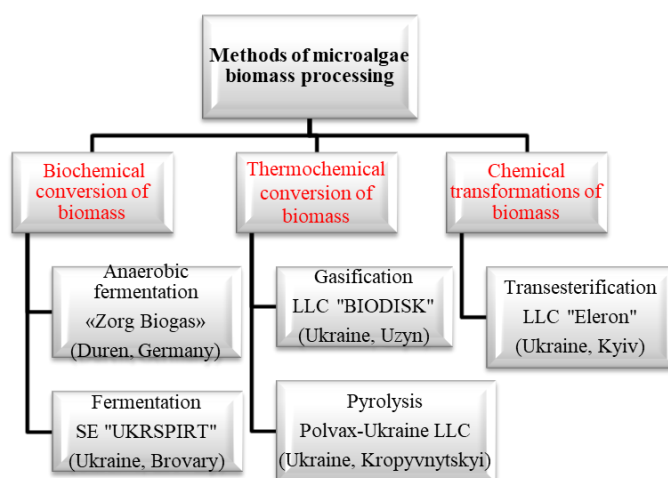 Methods of microalgae
biomass processing
Biochemical
conversion of
biomass
Thermochemical
conversion of
biomass
Chemical
transformations of
biomass
Anaerobic
fermentation
«Zorg Biogas»
(Duren, Germany)
Fermentation
SE "UKRSPIRT"
(Ukraine, Brovary)
Gasification
LLC "BIODISK"
(Ukraine, Uzyn)
Pyrolysis
Polvax-Ukraine LLC
(Ukraine, Kropyvnytskyi)
Transesterification
LLC "Eleron"
(Ukraine, Kyiv)